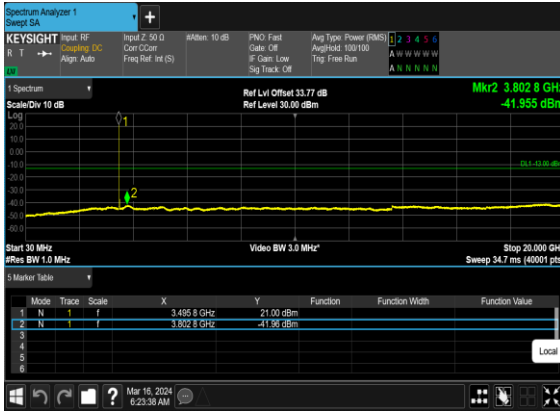 Spectrum Analyzer 1
Swept SA
+
KEYSIGHT Input: RF Input Z: 50 Ω #Atten: 10 dB PNO: Fast Avg Type: Power (RMS) 1 2 3 4 5 6
R T Coupling: DC Corr CCorr Gate: Off Avg|Hold: 100/100 A W W W W W
Align: Auto Freq Ref: Int (S) IF Gain: Low Trig: Free Run
Sig Track: Off A N N N N N
1 Spectrum Ref Lvl Offset 33.77 dB Mkr2 3.802 8 GHz
Scale/Div 10 dB Ref Level 30.00 dBm -41.955 dBm
Log
20.0
10.0
0.00
-10.0
-20.0
-30.0
-40.0
-50.0
-60.0
1
DL1 -13.00 dBm
2
Start 30 MHz Video BW 3.0 MHz* Stop 20.000 GHz
#Res BW 1.0 MHz Sweep 34.7 ms (40001 pts)
5 Marker Table
Mode Trace Scale X Y Function Function Width Function Value
1 N 1 f 3.495 8 GHz 21.00 dBm
2 N 1 f 3.802 8 GHz -41.96 dBm
3
4
5
6
Local
? Mar 16, 2024
6:23:38 AM